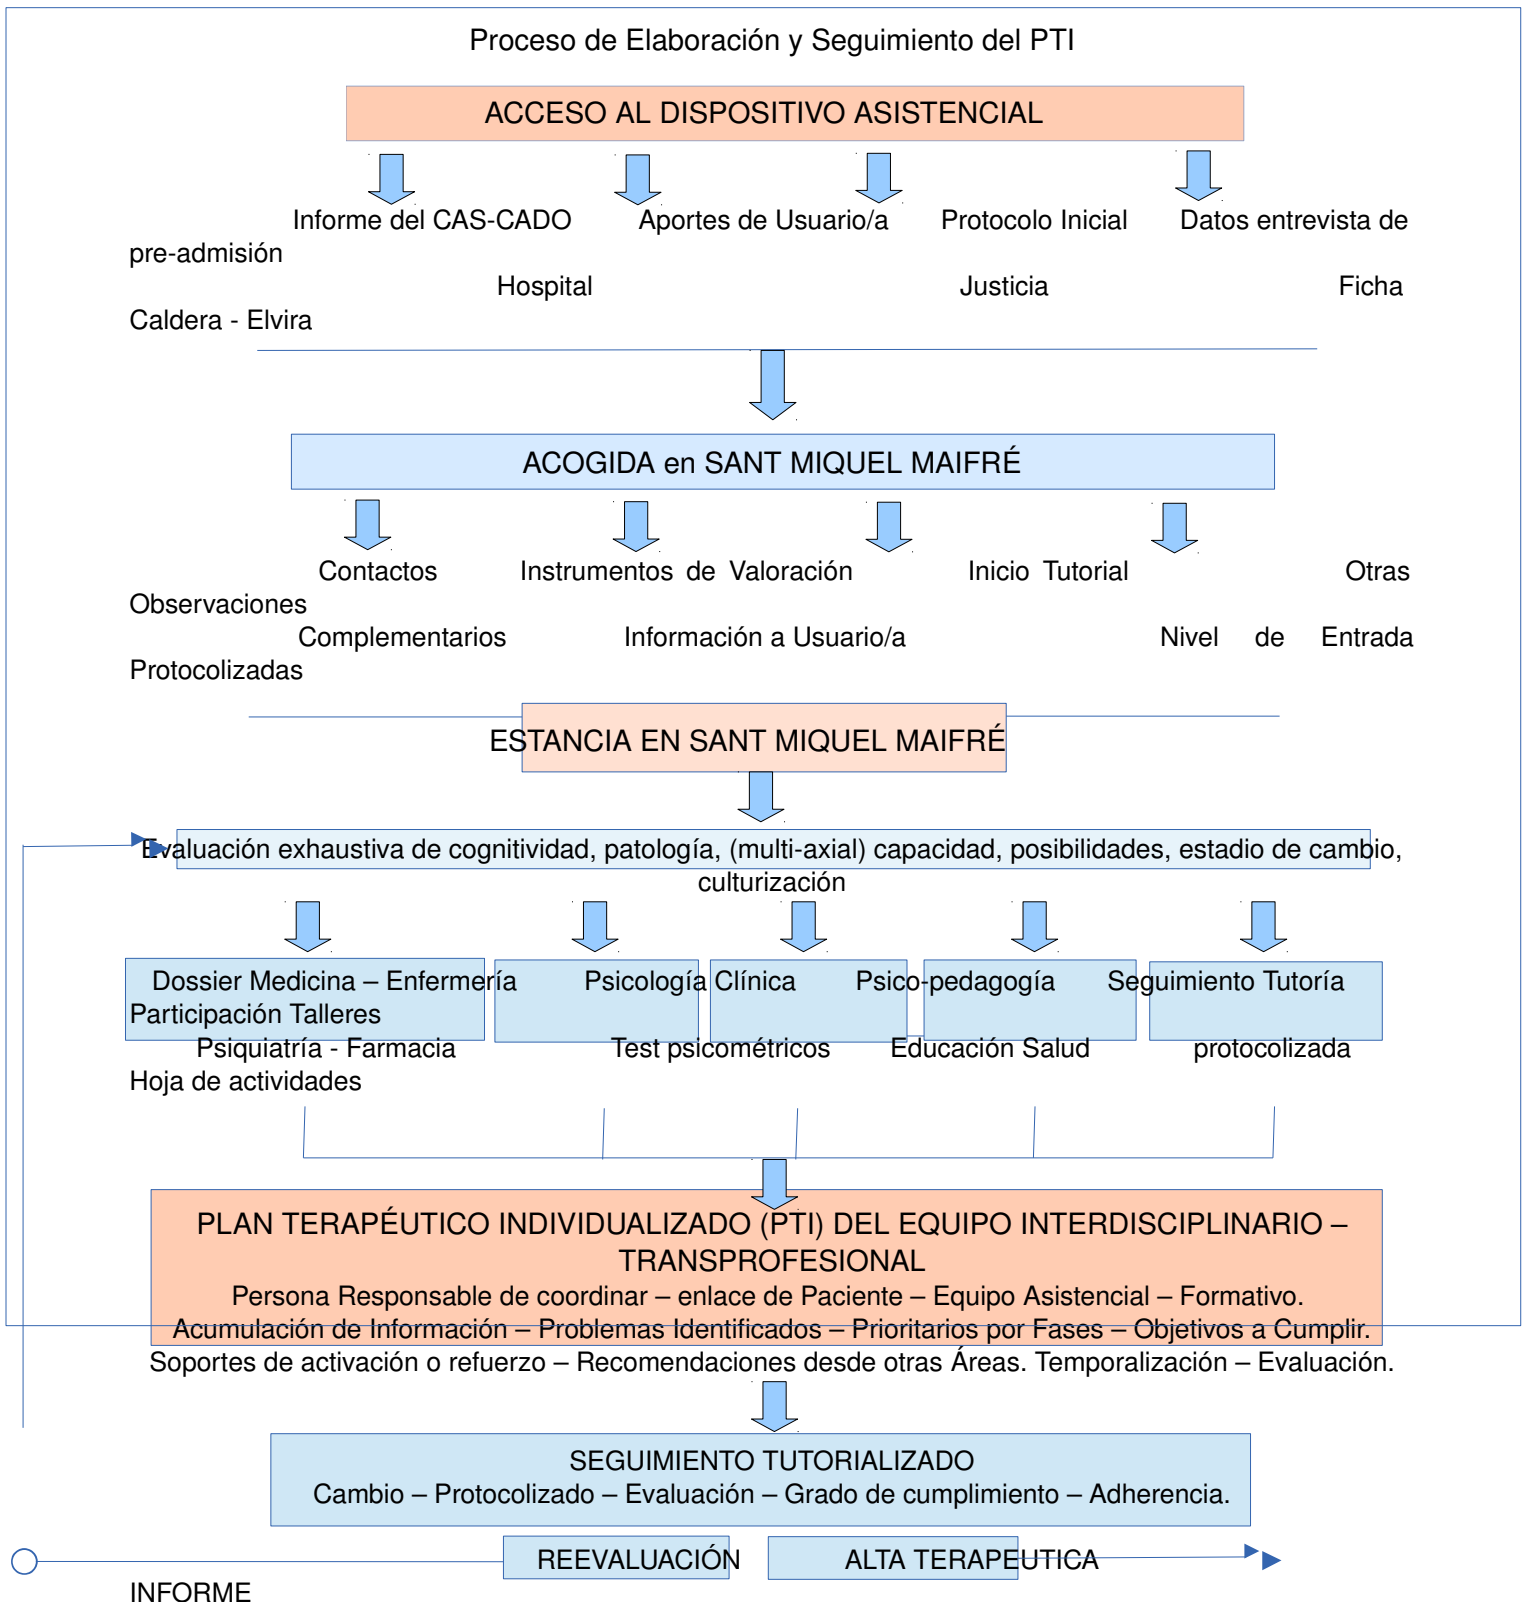 Proceso de Elaboración y Seguimiento del PTI
ACCESO AL DISPOSITIVO ASISTENCIAL
Informe del CAS-CADO Aportes de Usuario/a Protocolo Inicial Datos entrevista de
pre-admisión
Hospital Justicia Ficha
Caldera - Elvira
ACOGIDA en SANT MIQUEL MAIFRÉ
Contactos Instrumentos de Valoración Inicio Tutorial Otras
Observaciones
Complementarios Información a Usuario/a Nivel de Entrada
Protocolizadas
ESTANCIA EN SANT MIQUEL MAIFRÉ
Evaluación exhaustiva de cognitividad, patología, (multi-axial) capacidad, posibilidades, estadio de cambio,
culturización
Dossier Medicina – Enfermería Psicología Clínica Psico-pedagogía Seguimiento Tutoría
Participación Talleres
Psiquiatría - Farmacia Test psicométricos Educación Salud protocolizada
Hoja de actividades
PLAN TERAPÉUTICO INDIVIDUALIZADO (PTI) DEL EQUIPO INTERDISCIPLINARIO –
TRANSPROFESIONAL
Persona Responsable de coordinar – enlace de Paciente – Equipo Asistencial – Formativo.
Acumulación de Información – Problemas Identificados – Prioritarios por Fases – Objetivos a Cumplir.
Soportes de activación o refuerzo – Recomendaciones desde otras Áreas. Temporalización – Evaluación.
SEGUIMIENTO TUTORIALIZADO
Cambio – Protocolizado – Evaluación – Grado de cumplimiento – Adherencia.
REEVALUACIÓN ALTA TERAPEUTICA
INFORME